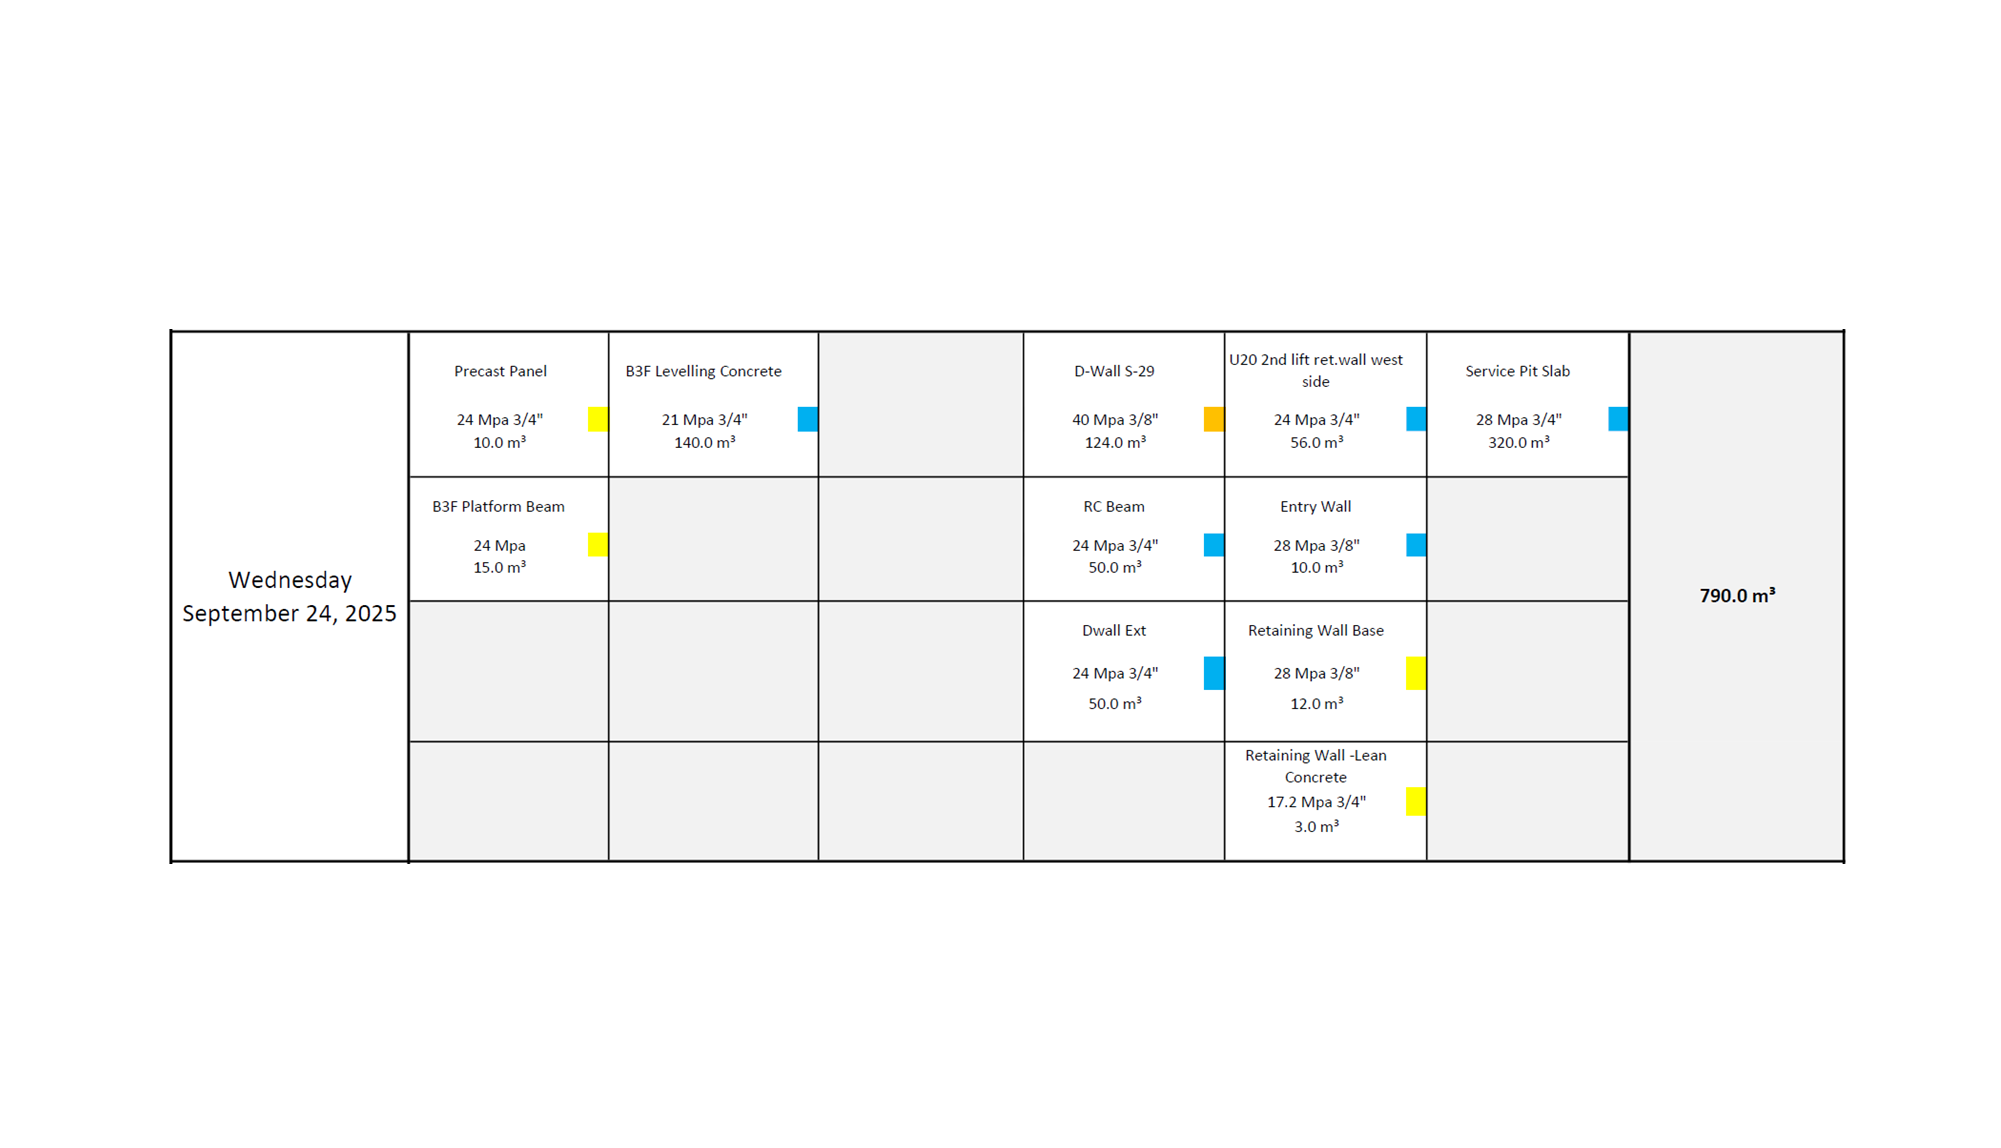 Wednesday
September 24, 2025
Precast Panel
24 Mpa 3/4"
10.0 m³
B3F Levelling Concrete
21 Mpa 3/4"
140.0 m³
D-Wall S-29
40 Mpa 3/8"
124.0 m³
U20 2nd lift ret.wall west
side
24 Mpa 3/4"
56.0 m³
Service Pit Slab
28 Mpa 3/4"
320.0 m³
B3F Platform Beam
24 Mpa
15.0 m³
RC Beam
24 Mpa 3/4"
50.0 m³
Entry Wall
28 Mpa 3/8"
10.0 m³
Dwall Ext
24 Mpa 3/4"
50.0 m³
Retaining Wall Base
28 Mpa 3/8"
12.0 m³
Retaining Wall -Lean
Concrete
17.2 Mpa 3/4"
3.0 m³
790.0 m³